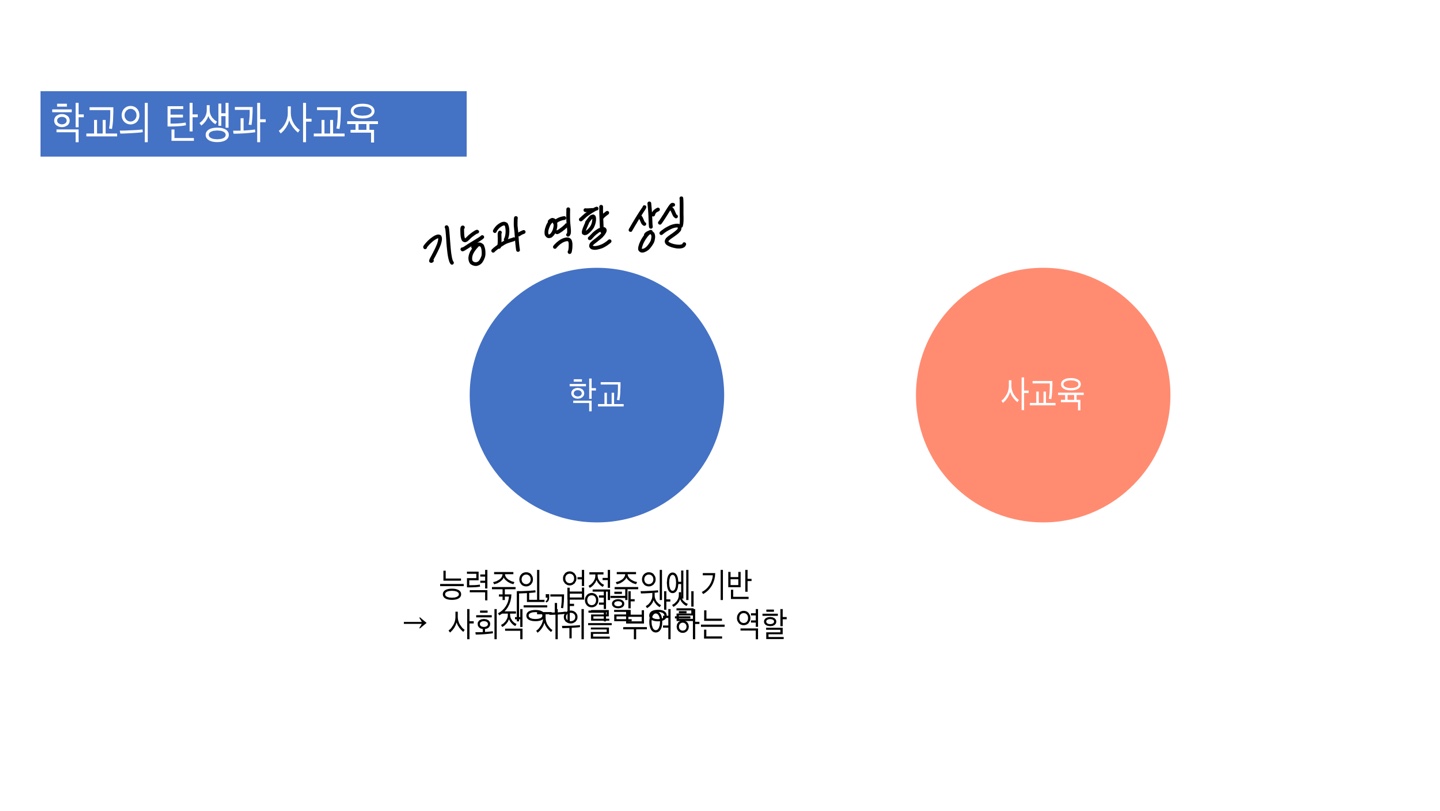 학교의 탄생과 사교육
기능과 역할 상실
학교
사교육
능력주의, 업적주의에 기반
기능과 역할 상실
→ 사회적 지위를 부여하는 역할